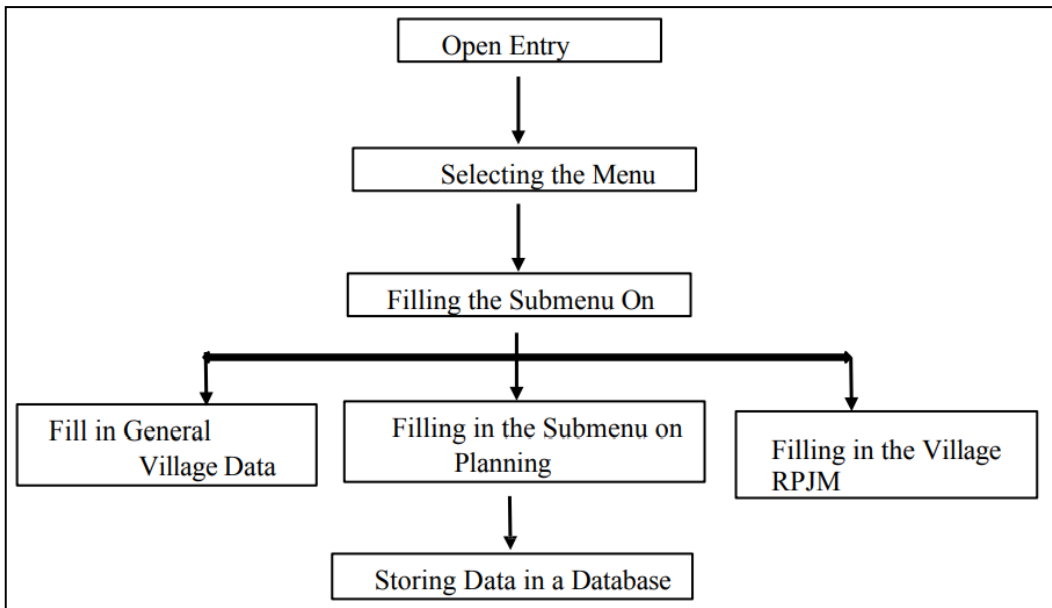 Open Entry
Selecting the Menu
Filling the Submenu On
Fill in General
Village Data
Filling in the Submenu on
Planning
Filling in the Village
RPJM
Storing Data in a Database